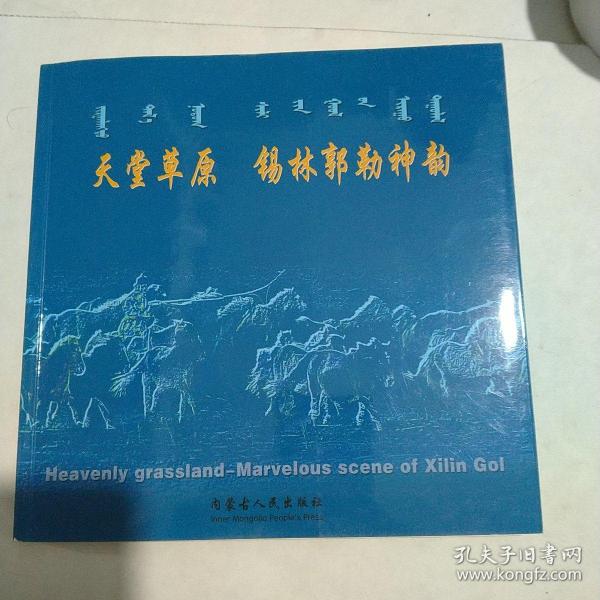 天堂草原 锡林郭勒神韵
Heavenly grassland-Marvelous scene of Xilin Gol
内蒙古人民出版社
Inner Mongolia People's Press
孔夫子旧书网
www.kongfz.com